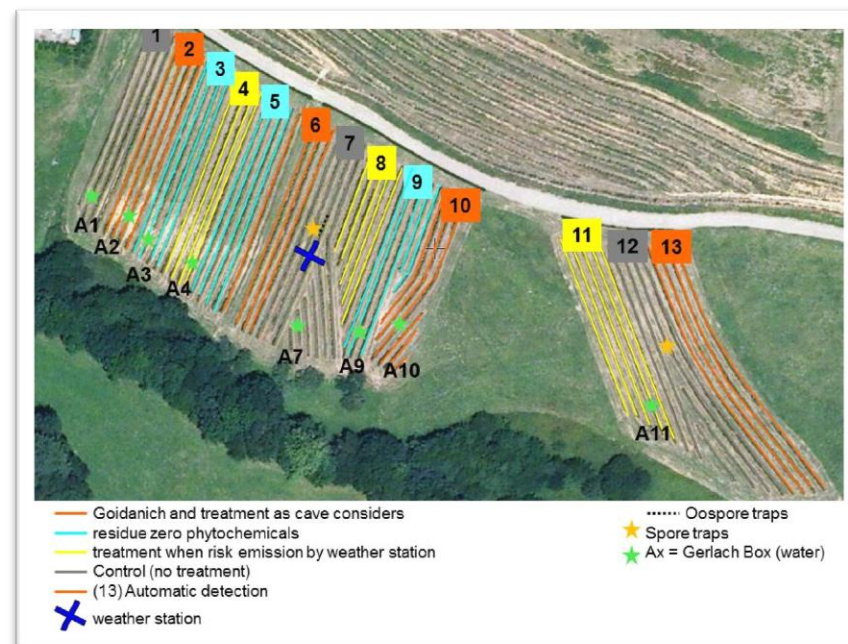 1
2
3
4
5
6
7
8
9
10
11
12
13
A1
A2
A3
A4
A7
A9
A10
A11
Goidanich and treatment as cave considers
residue zero phytochemicals
treatment when risk emission by weather station
Control (no treatment)
(13) Automatic detection
weather station
Oospore traps
Spore traps
Ax = Gerlach Box (water)